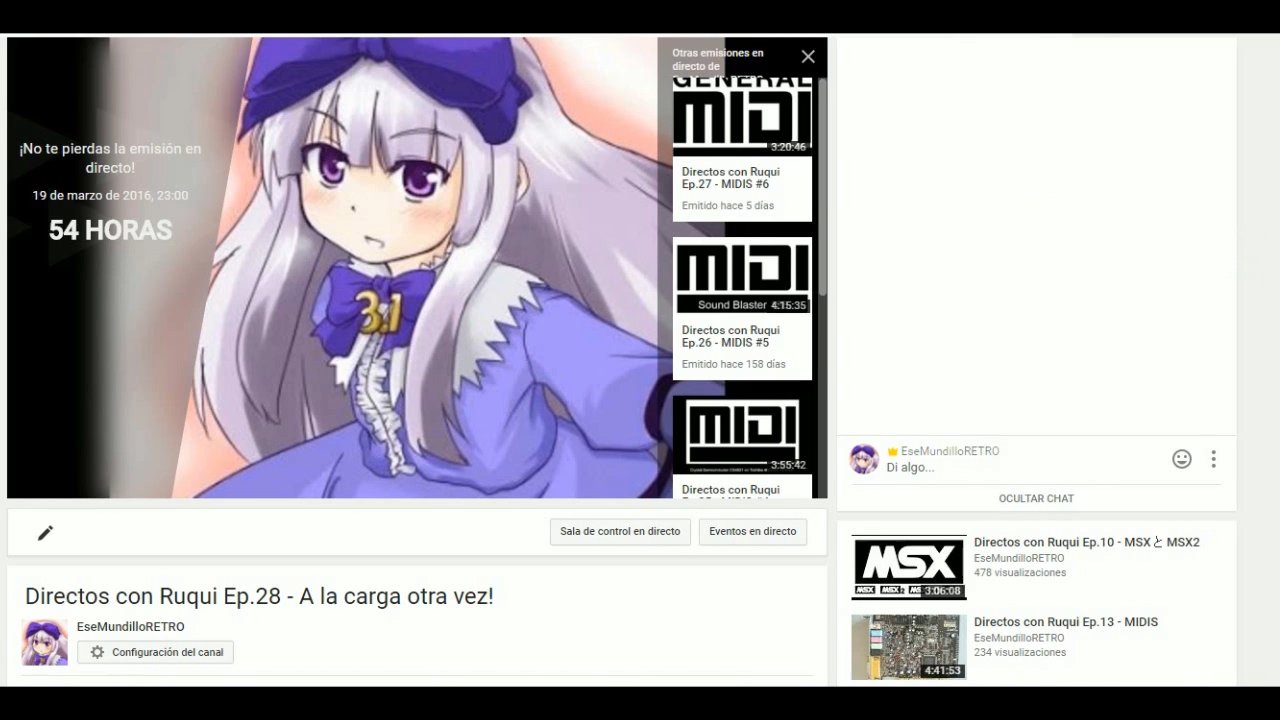 ¡No te pierdas la emisión en
directo!
19 de marzo de 2016, 23:00
54 HORAS
3.1
Otras emisiones en
directo de
GENERAL
MIDI
3:20:46
Directos con Ruqui
Ep.27 - MIDIS #6
Emitido hace 5 días
MIDI
Sound Blaster
4:15:35
Directos con Ruqui
Ep.26 - MIDIS #5
Emitido hace 158 días
MIDI
3:55:42
Directos con Ruqui
EseMundilloRETRO
Di algo...
OCULTAR CHAT
Sala de control en directo
Eventos en directo
Directos con Ruqui Ep.28 - A la carga otra vez!
EseMundilloRETRO
Configuración del canal
MSX
3:06:08
Directos con Ruqui Ep.10 - MSXと MSX2
EseMundilloRETRO
478 visualizaciones
4:41:53
Directos con Ruqui Ep.13 - MIDIS
EseMundilloRETRO
234 visualizaciones